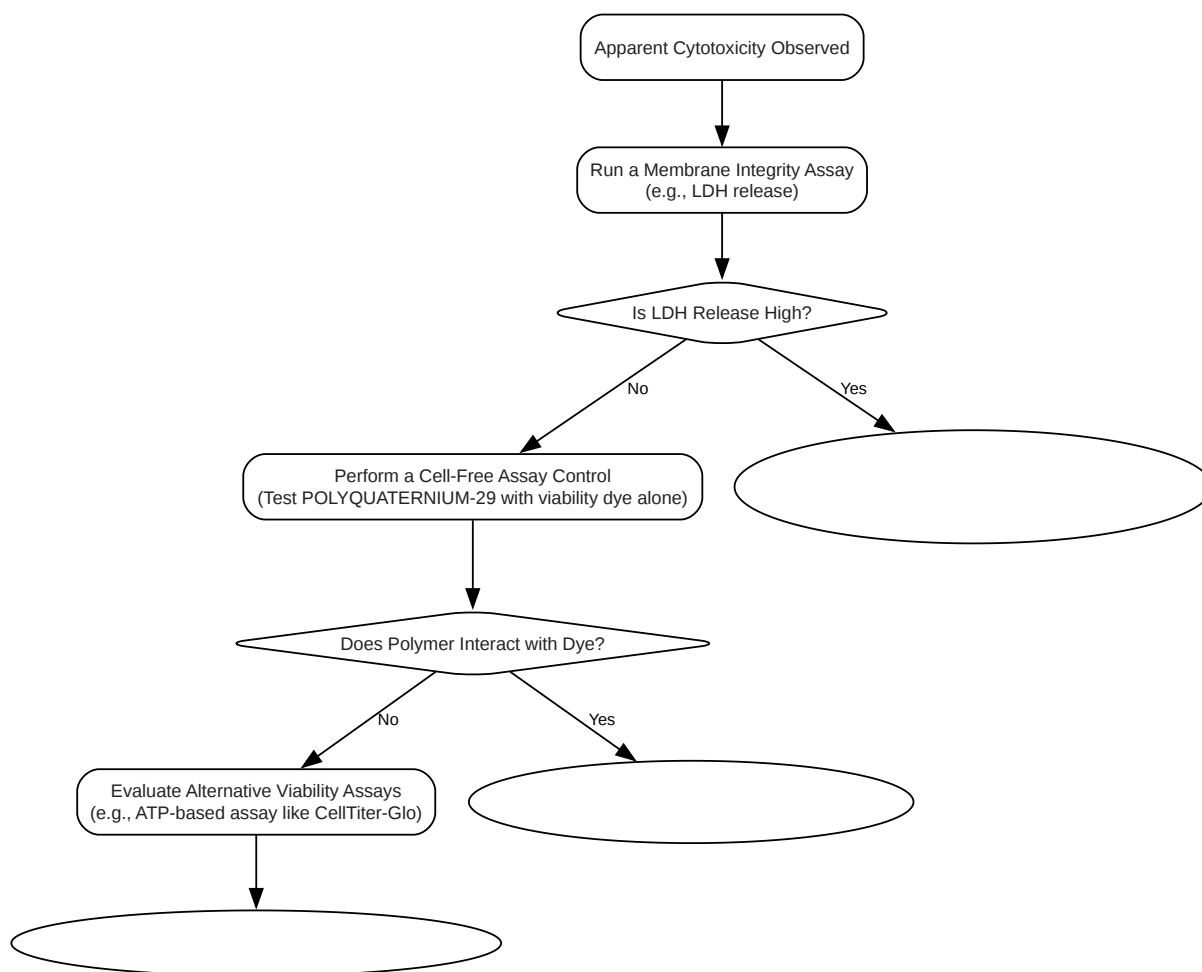 Apparent Cytotoxicity Observed
Run a Membrane Integrity Assay
(e.g., LDH release)
Is LDH Release High?
No
Yes
Perform a Cell-Free Assay Control
(Test POLYQUATERNIUM-29 with viability dye alone)
Does Polymer Interact with Dye?
No
Yes
Evaluate Alternative Viability Assays
(e.g., ATP-based assay like CellTiter-Glo)